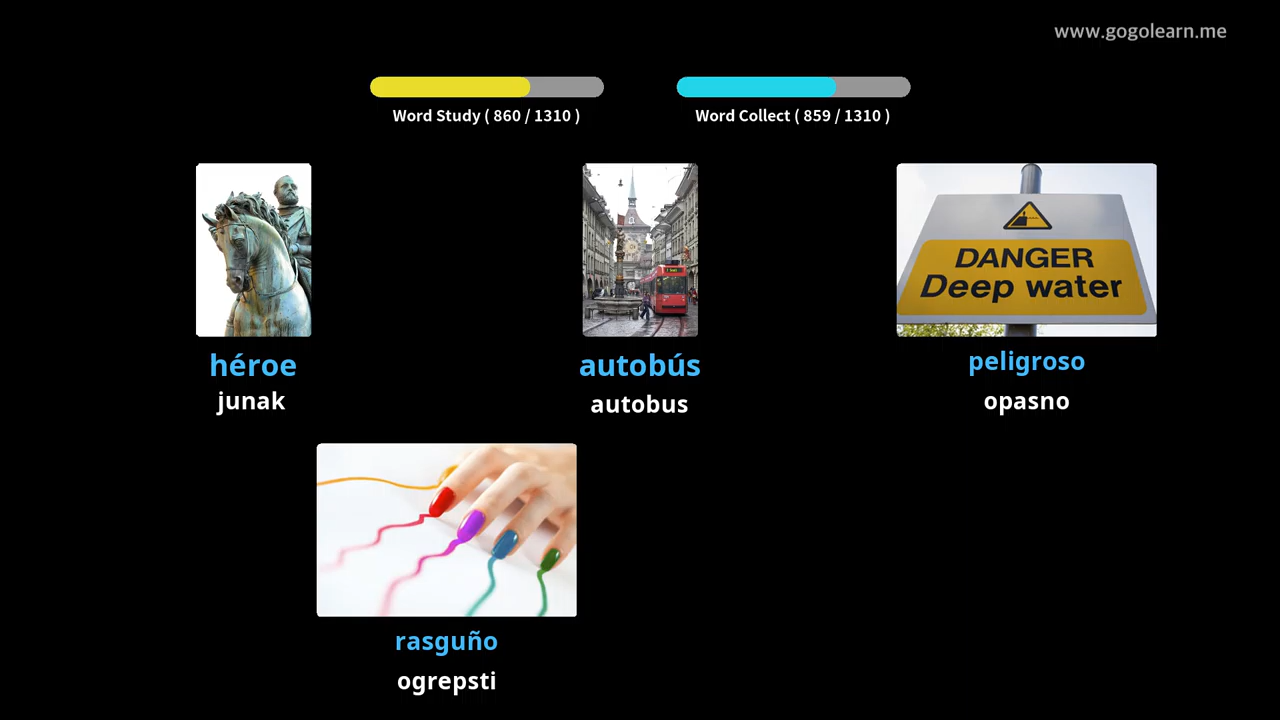 www.gogolearn.me
Word Study ( 860 / 1310 )
Word Collect ( 859 / 1310 )
DANGER
Deep water
héroe
autobús
peligroso
junak
autobus
opasno
rasguño
ogrepsti